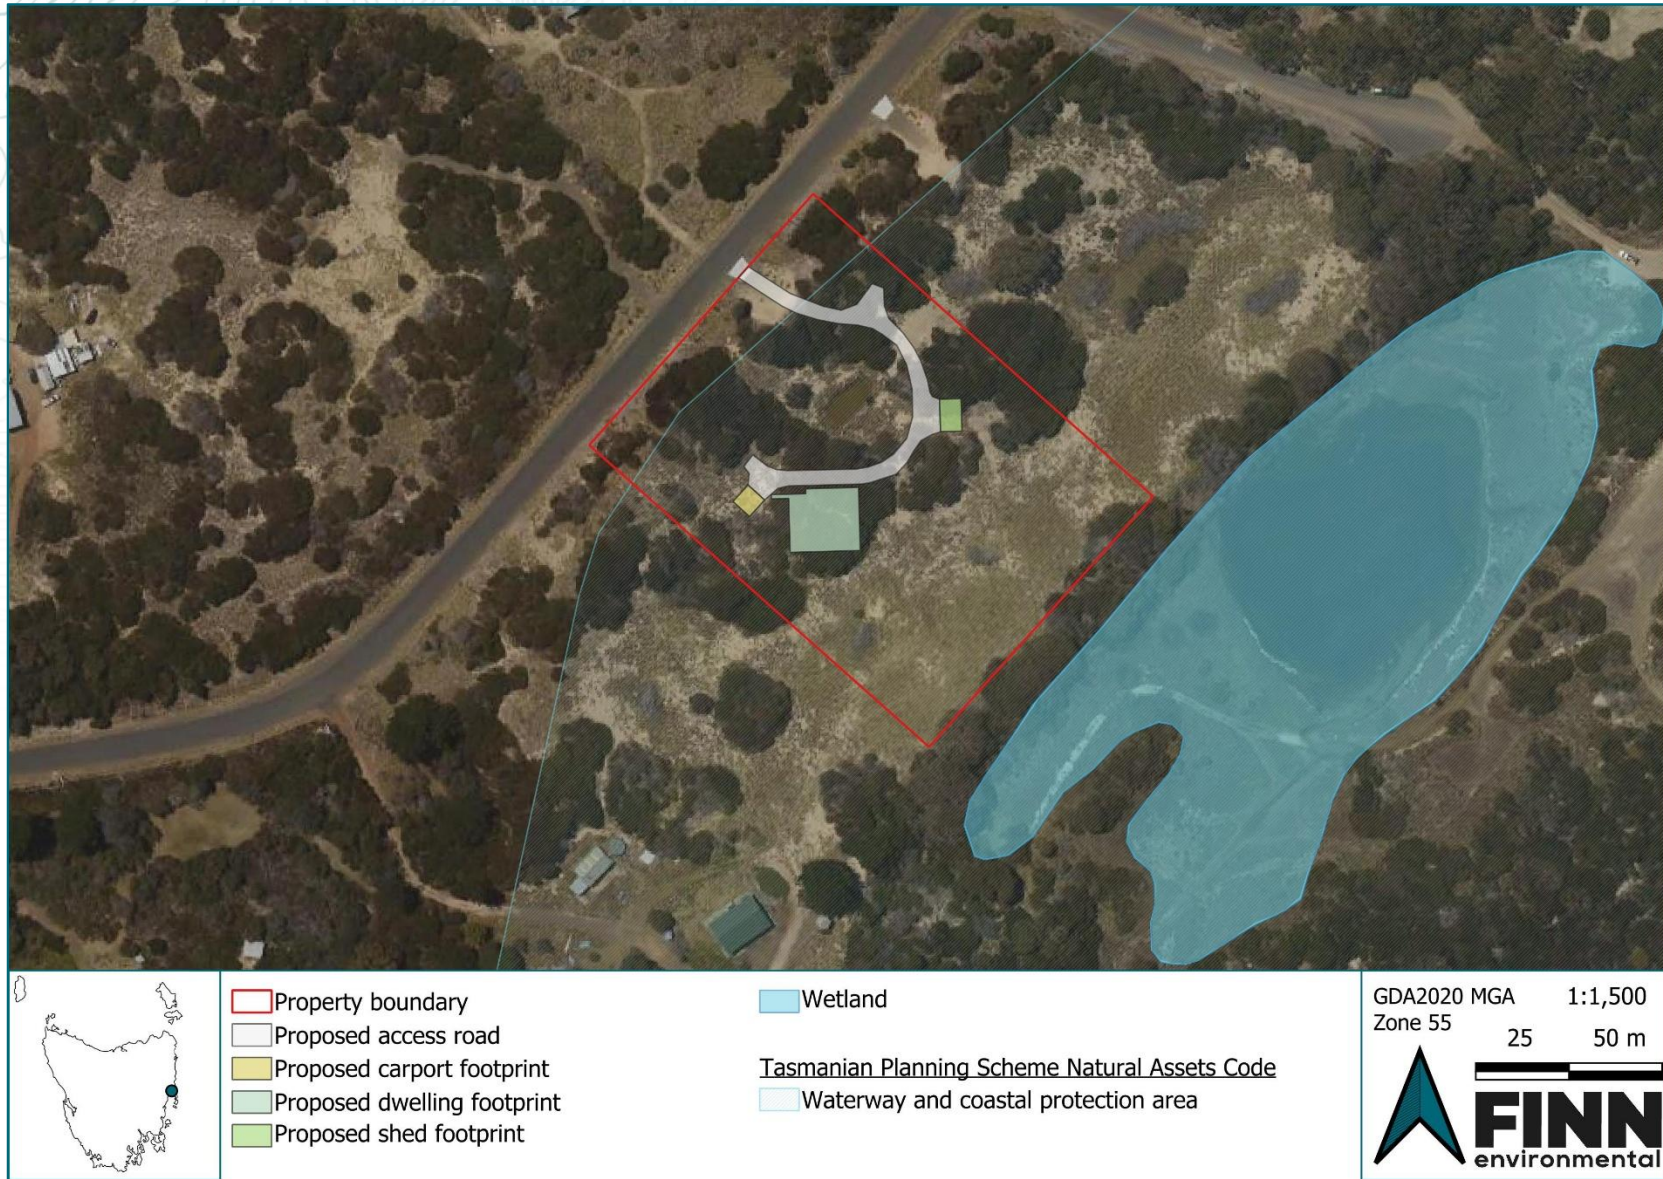 Property boundary
Proposed access road
Proposed carport footprint
Proposed dwelling footprint
Proposed shed footprint
Wetland
Tasmanian Planning Scheme Natural Assets Code
Waterway and coastal protection area
GDA2020 MGA 1:1,500
Zone 55
25 50 m
FINN
environmental